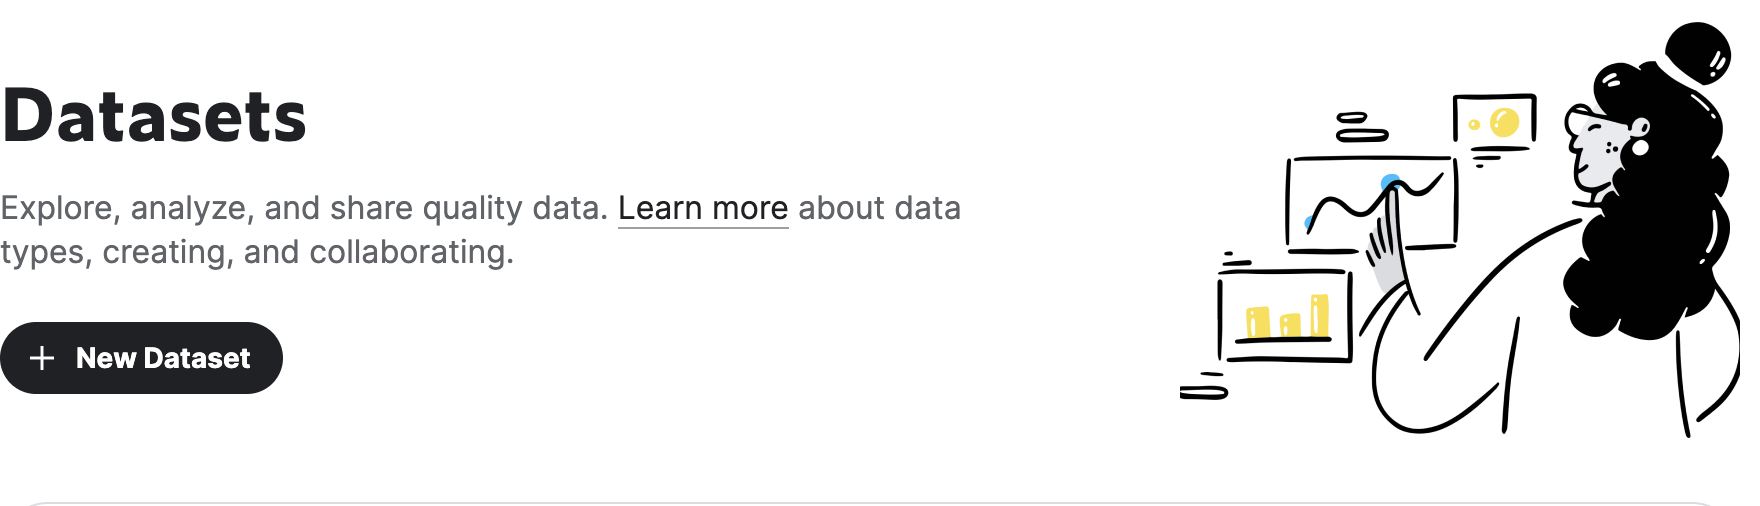 Datasets
Explore, analyze, and share quality data. Learn more about data
types, creating, and collaborating.
+ New Dataset